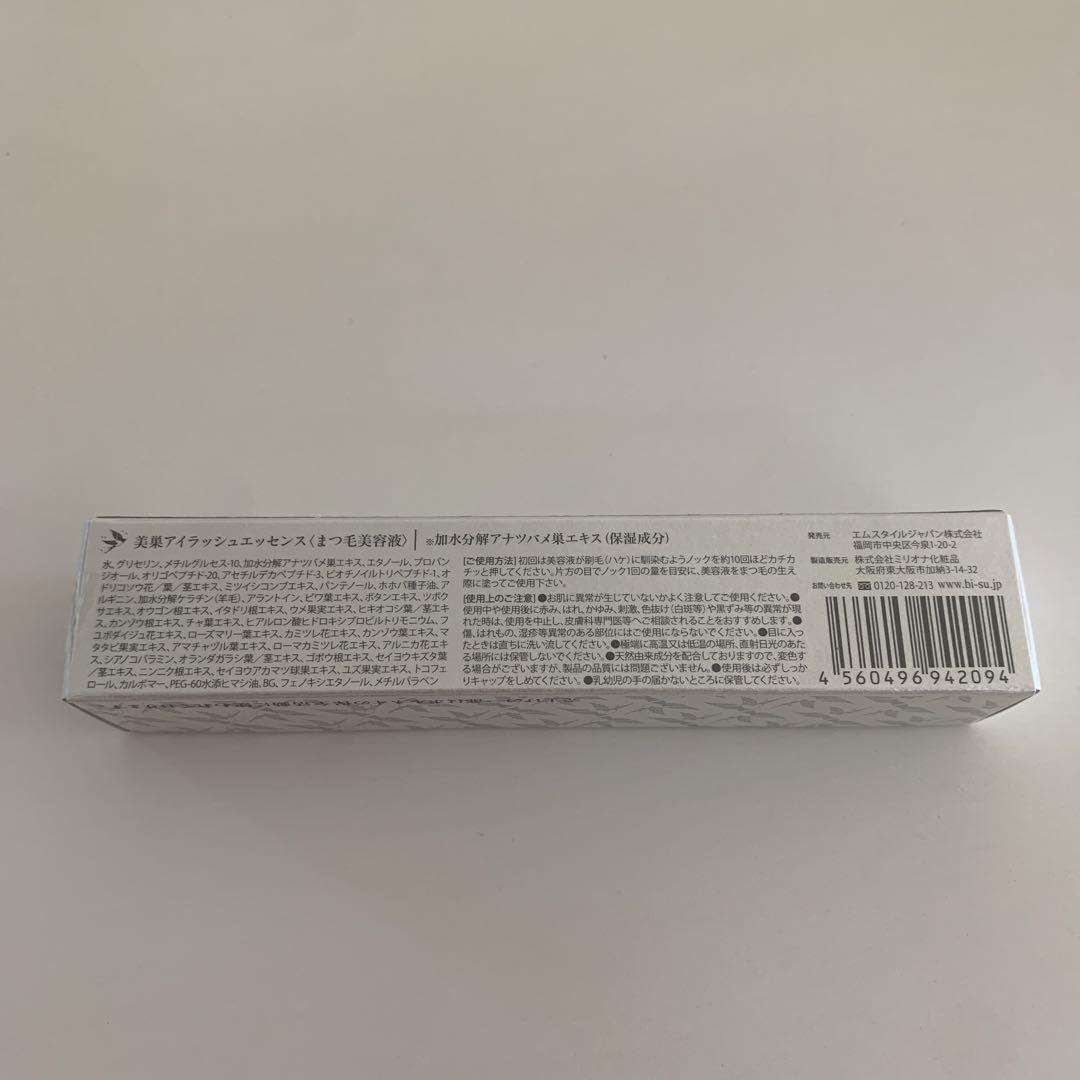 美巣アイラッシュエッセンス〈まつ毛美容液〉
※加水分解アナツバメ巣エキス(保湿成分)
水、グリセリン、メチルグルセス-10、加水分解アナツバメ巣エキス、エタノール、プロパン
ジオール、オリゴペプチド-20、アセチルデカペプチド-3、ビオチノイルトリペプチド-1、オ
ドリコソウ花/葉/茎エキス、ミツイシコンブエキス、パンテノール、ホホバ種子油、ア
ルギニン、加水分解ケラチン(羊毛)、アラントイン、ビワ葉エキス、ボタンエキス、ツボク
サエキス、オウゴン根エキス、イタドリ根エキス、ウメ果実エキス、ヒキオコシ葉/茎エキ
ス、カンゾウ根エキス、チャ葉エキス、ヒアルロン酸ヒドロキシプロピルトリモニウム、フ
ユボダイジュ花エキス、ローズマリー葉エキス、カミツレ花エキス、カンゾウ葉エキス、マ
タタビ果実エキス、アマチャヅル葉エキス、ローマカミツレ花エキス、アルニカ花エキ
ス、シアノコバラミン、オランダガラシ葉/茎エキス、ゴボウ根エキス、セイヨウキズタ葉
/茎エキス、ニンニク根エキス、セイヨウアカマツ球果エキス、ユズ果実エキス、トコフェ
ロール、カルボマー、PEG-60水添ヒマシ油、BG、フェノキシエタノール、メチルパラベン
[ご使用方法]初回は美容液が刷毛(ハケ)に馴染むようノックを約10回ほどカチカ
チッと押してください。片方の目でノック1回の量を目安に、美容液をまつ毛の生え
際に塗ってご使用下さい。
[使用上のご注意]●お肌に異常が生じていないかよく注意してご使用ください。●
使用中や使用後に赤み、はれ、かゆみ、刺激、色抜け(白斑等)や黒ずみ等の異常が現
れた時は、使用を中止し、皮膚科専門医等へご相談されることをおすすめします。●
傷、はれもの、湿疹等異常のある部位にはご使用にならないでください。●目に入っ
たときは直ちに洗い流してください。●極端に高温又は低温の場所、直射日光のあた
る場所には保管しないでください。●天然由来成分を配合しておりますので、変色す
る場合がございますが、製品の品質には問題ございません。●使用後は必ずしっか
りキャップをしめてください。●乳幼児の手の届かないところに保管してください。
発売元 エムスタイルジャパン株式会社
福岡市中央区今泉1-20-2
製造販売元 株式会社ミリオナ化粧品
大阪府東大阪市加納3-14-32
お問い合わせ先 0120-128-213 www.bi-su.jp
4 560496 942094